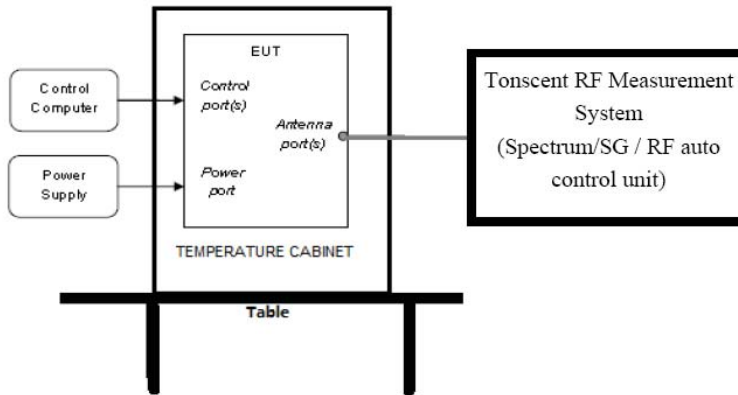 EUT
Control
Computer
Control
port(s)
Antenna
port(s)
Power
Supply
Power
port
TEMPERATURE CABINET
Table
Tonscent RF Measurement
System
(Spectrum/SG / RF auto
control unit)